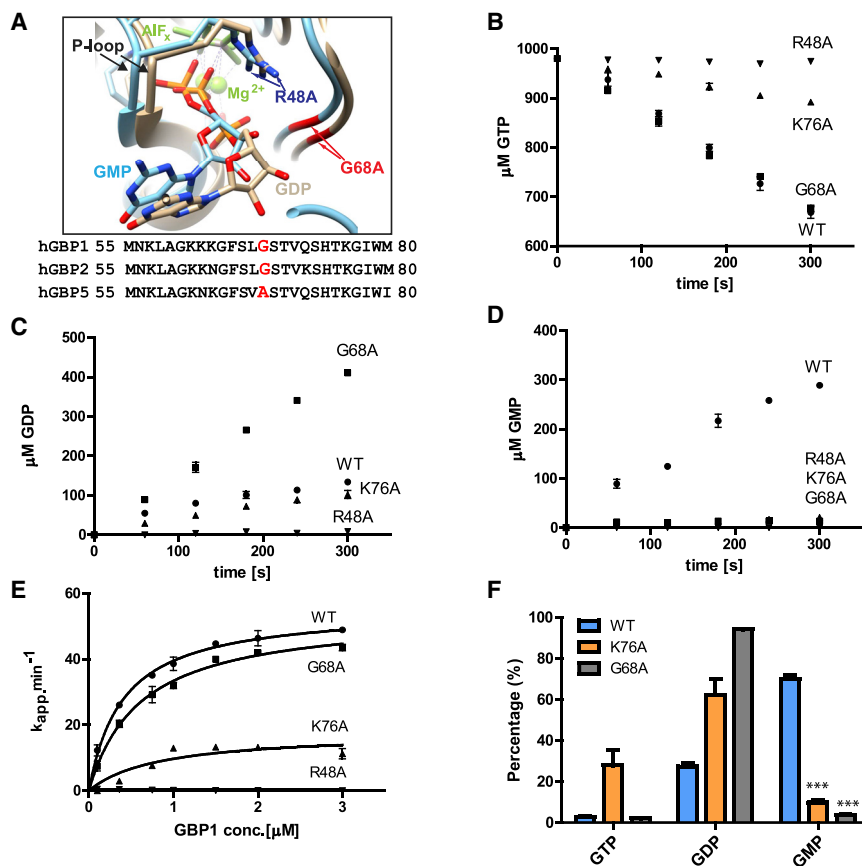 A
AlFx
P-loop
R48A
Mg2+
G68A
GMP
GDP
hGBP1 55 MNKLAGKKKGFSLGSTVQSHTKGIWM 80
hGBP2 55 MNKLAGKKNGFSLGSTVKSHTKGIWM 80
hGBP5 55 MNKLAGKNKGFSVASTVQSHTKGIWI 80
B
μM GTP
1000
900
800
700
600
R48A
K76A
G68A
WT
0 100 200 300
time [s]
C
μM GDP
500
400
300
200
100
0
G68A
WT
K76A
R48A
0 100 200 300
time [s]
D
μM GMP
400
300
200
100
0
WT
R48A
K76A
G68A
0 100 200 300
time [s]
E
kapp.min-1
60
40
20
0
WT
G68A
K76A
R48A
0 1 2 3
GBP1 conc.[μM]
F
Percentage (%)
100
80
60
40
20
0
WT
K76A
G68A
*** ***
GTP GDP GMP